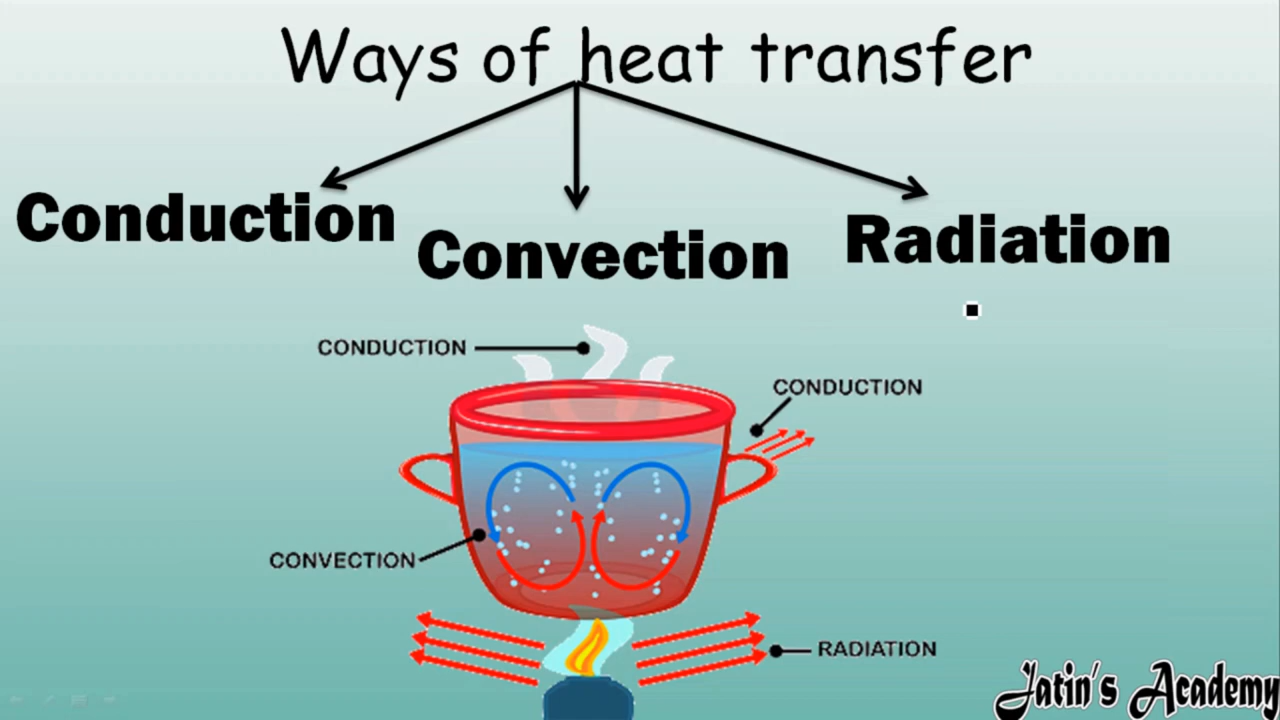 Ways of heat transfer
Conduction
Convection
Radiation
CONDUCTION
CONDUCTION
CONVECTION
RADIATION
Jatin's Academy